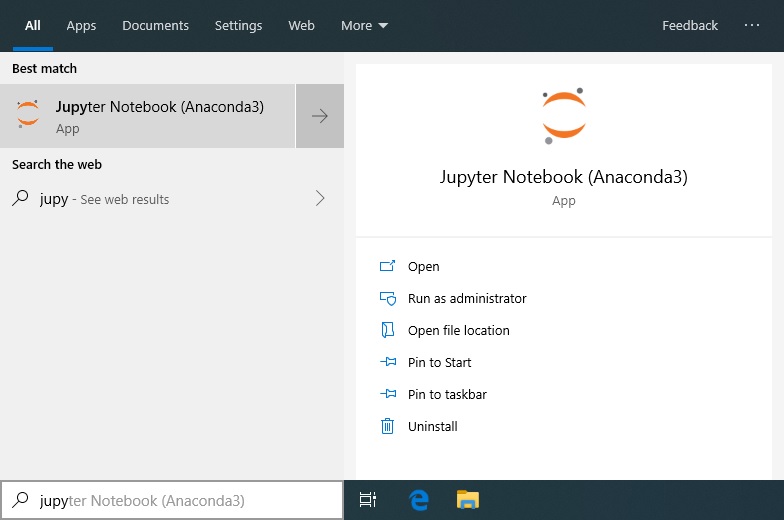 All Apps Documents Settings Web More Feedback ...
Best match
Jupyter Notebook (Anaconda3)
App
Search the web
jupy - See web results
Jupyter Notebook (Anaconda3)
App
Open
Run as administrator
Open file location
Pin to Start
Pin to taskbar
Uninstall
jupyter Notebook (Anaconda3)